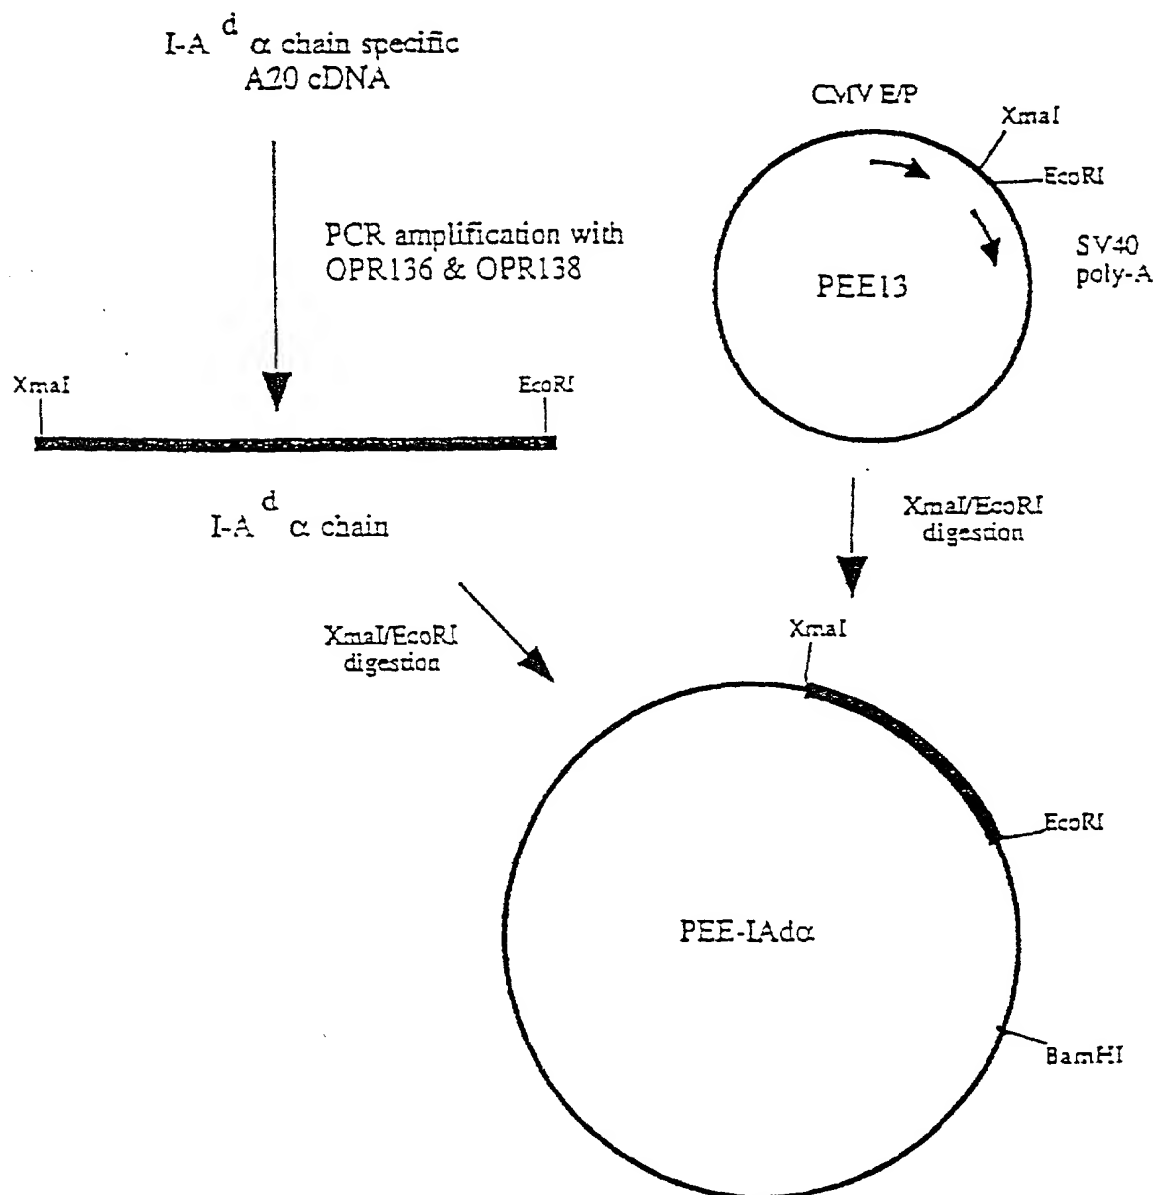 I-A d α chain specific
A20 cDNA
PCR amplification with
OPR136 & OPR138
XmaI
EcoRI
I-A d α chain
XmaI/EcoRI
digestion
CMV E/P
XmaI
EcoRI
SV40
poly-A
PEE13
XmaI/EcoRI
digestion
XmaI
EcoRI
PEE-IAdα
BamHI